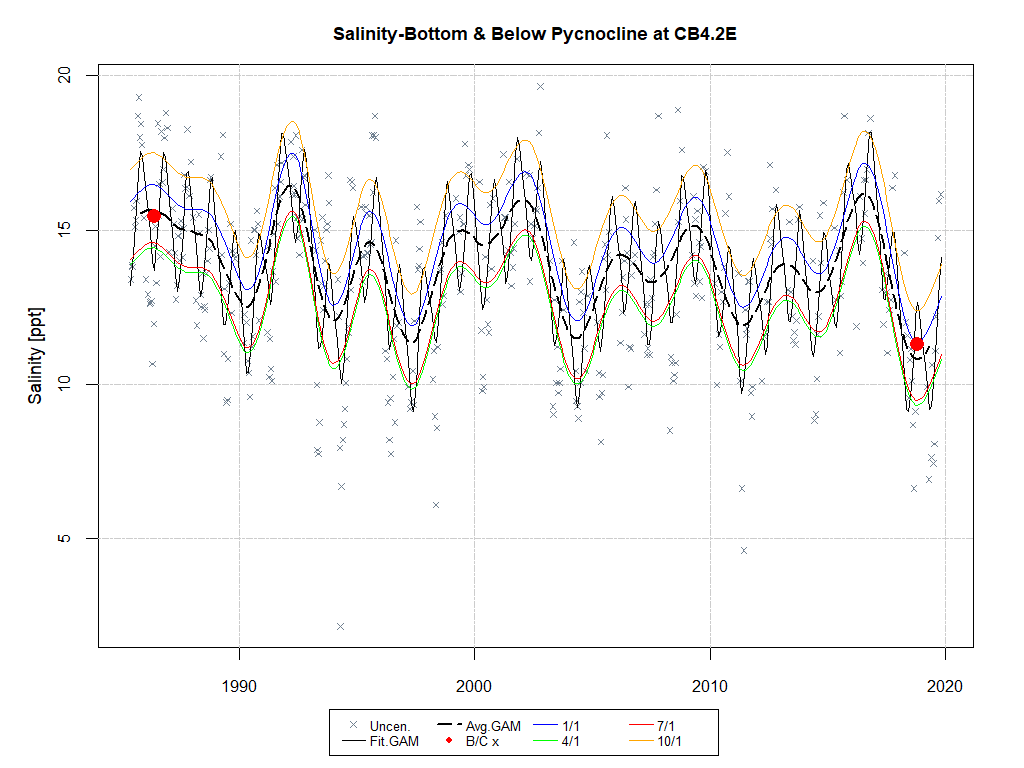 Salinity-Bottom & Below Pycnocline at CB4.2E
Salinity [ppt]
20
15
10
5
1990 2000 2010 2020
Uncen. Avg.GAM 1/1 7/1
Fit.GAM B/C x 4/1 10/1